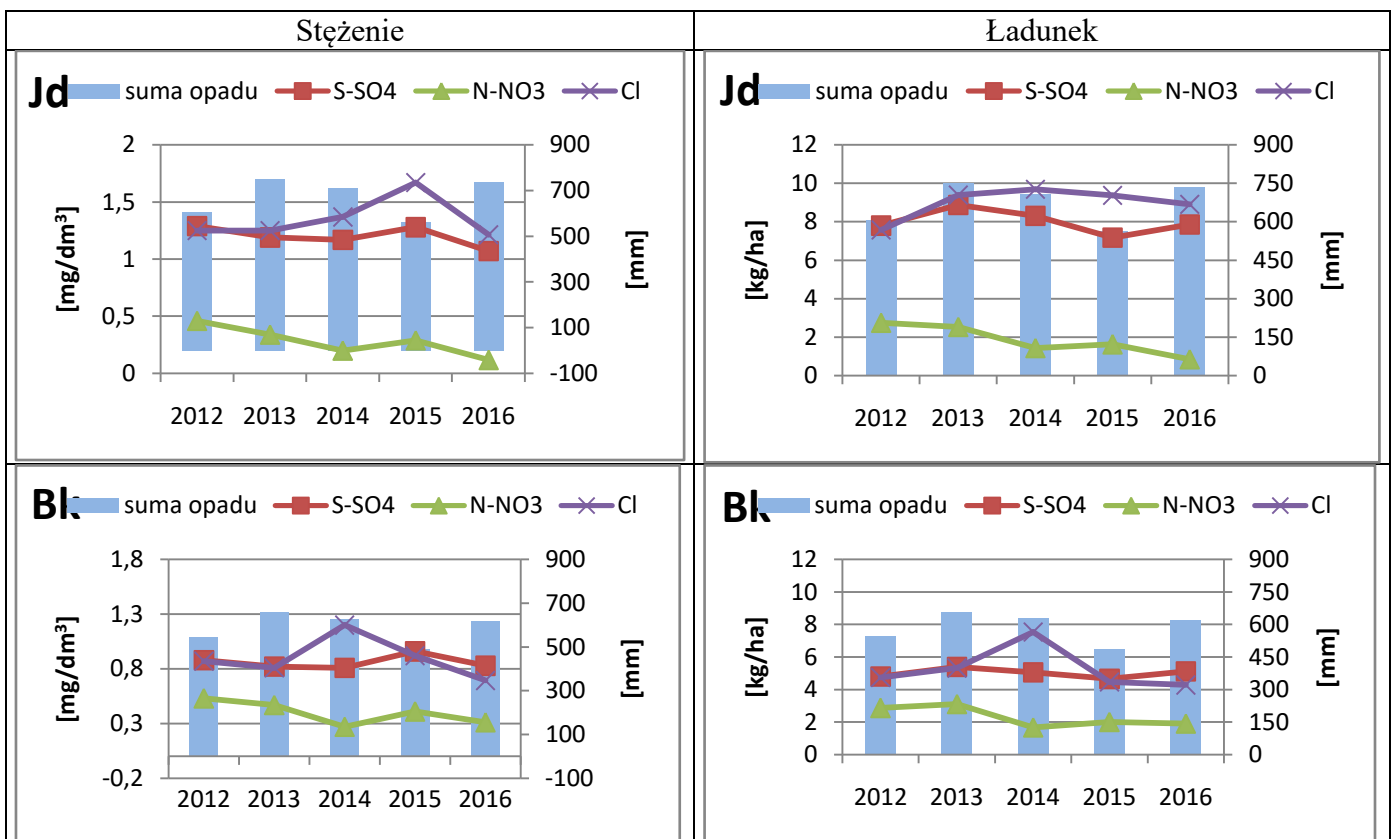 Stężenie
Ładunek
Jd suma opadu S-SO4 N-NO3 Cl
2
1,5
1
0,5
0
[mg/dm³]
900
700
500
300
100
-100
[mm]
2012 2013 2014 2015 2016
Jd suma opadu S-SO4 N-NO3 Cl
12
10
8
6
4
2
0
[kg/ha]
900
750
600
450
300
150
0
[mm]
2012 2013 2014 2015 2016
Bk suma opadu S-SO4 N-NO3 Cl
1,8
1,3
0,8
0,3
-0,2
[mg/dm³]
900
700
500
300
100
-100
[mm]
2012 2013 2014 2015 2016
Bk suma opadu S-SO4 N-NO3 Cl
12
10
8
6
4
2
0
[kg/ha]
900
750
600
450
300
150
0
[mm]
2012 2013 2014 2015 2016